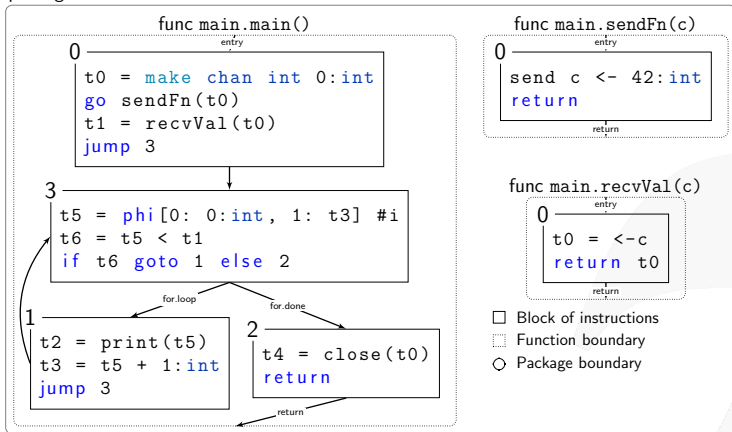 func main.main()
entry
0
t0 = make chan int 0:int
go sendFn(t0)
t1 = recvVal(t0)
jump 3
3
t5 = phi[0: 0:int, 1: t3] #i
t6 = t5 < t1
if t6 goto 1 else 2
for.loop
for.done
1
t2 = print(t5)
t3 = t5 + 1:int
jump 3
2
t4 = close(t0)
return
return
func main.sendFn(c)
entry
0
send c <- 42:int
return
return
func main.recvVal(c)
entry
0
t0 = <-c
return t0
return
Block of instructions
Function boundary
Package boundary